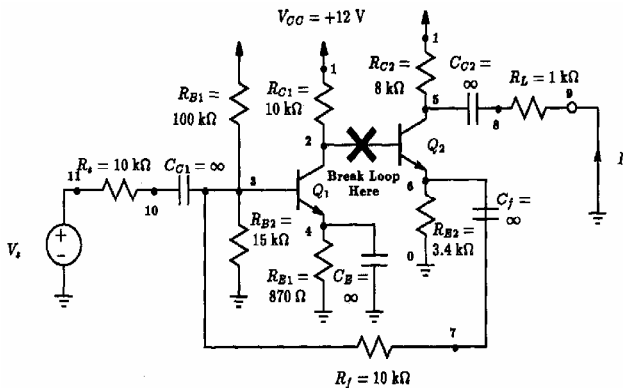 V_CC = +12 V
1
1
R_B1 =
100 kΩ
R_C1 =
10 kΩ
R_C2 =
8 kΩ
C_C2 =
∞
R_L = 1 kΩ
5
8
9
I
2
Q_2
Break Loop
Here
11
R_s = 10 kΩ
C_C1 = ∞
10
3
Q_1
6
C_f =
∞
V_s
+
−
R_B2 =
15 kΩ
4
R_E1 =
870 Ω
C_E =
∞
R_E2 =
3.4 kΩ
0
7
R_f = 10 kΩ